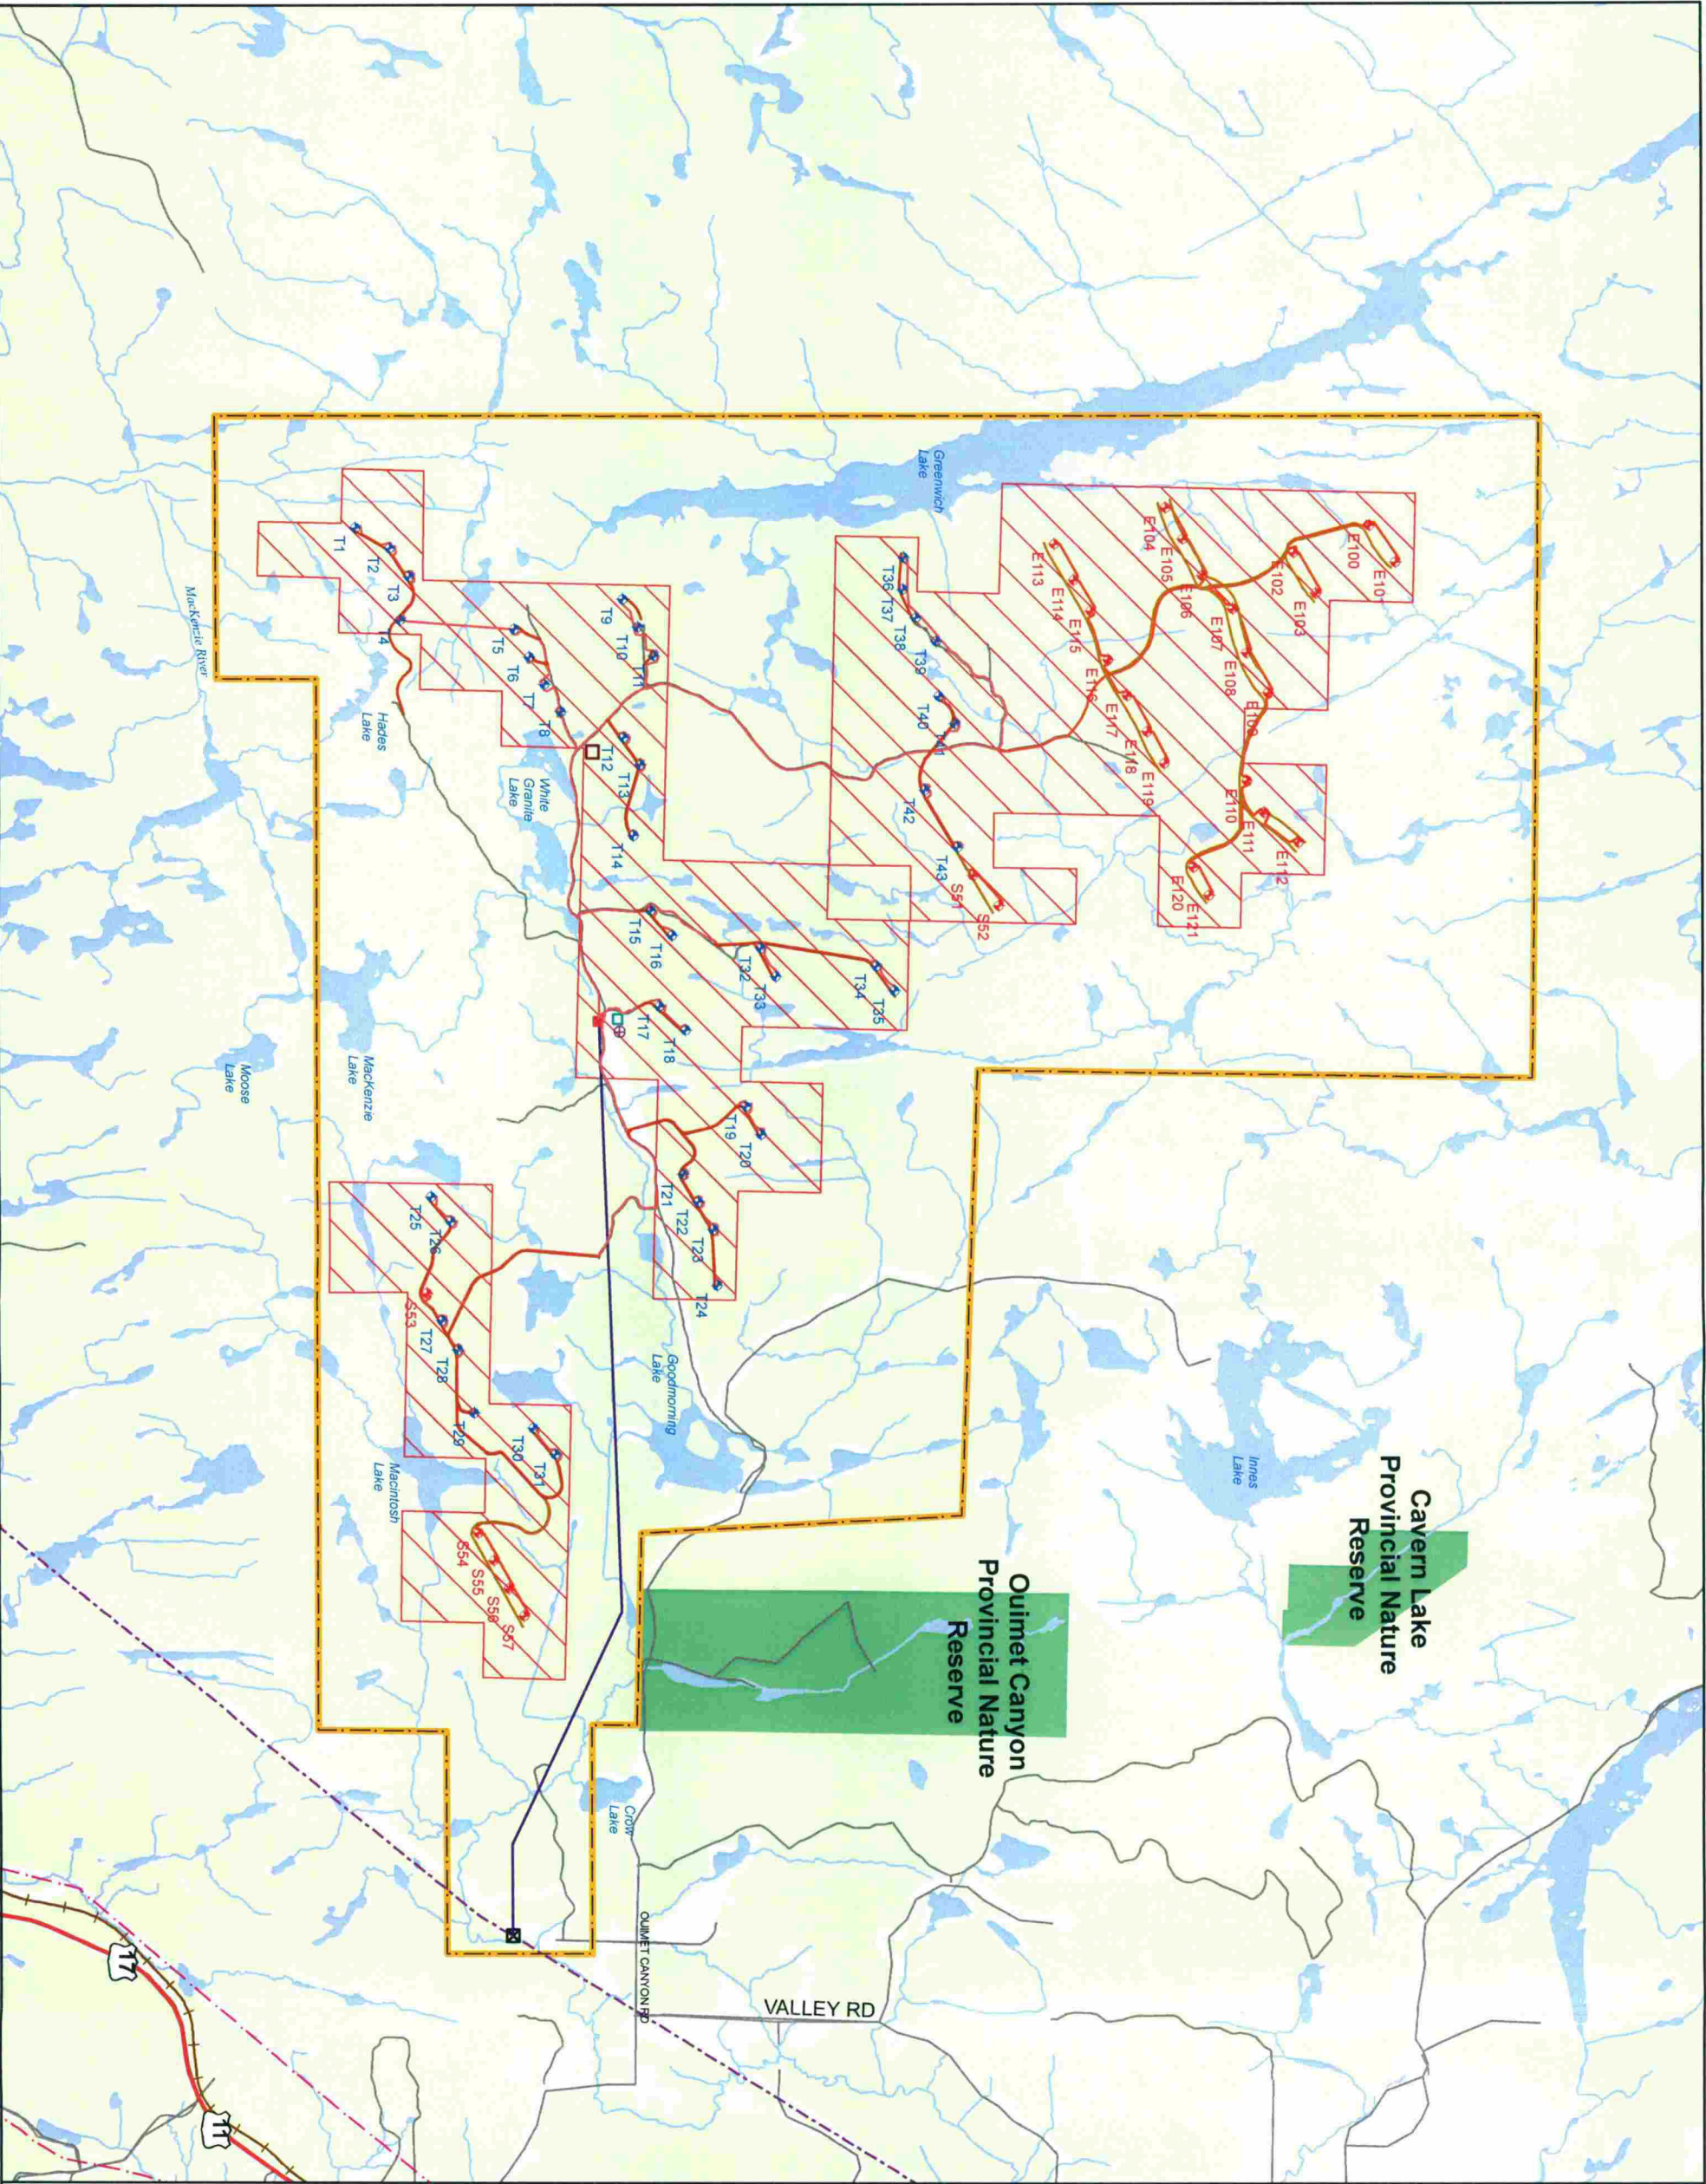 Cavern Lake
Provincial Nature
Reserve
Ouimet Canyon
Provincial Nature
Reserve
Innes
Lake
Greenwich
Lake
E100
E101
E102
E103
E104
E105
E106
E107
E108
E109
E110
E111
E112
E113
E114
E115
E116
E117
E118
E119
E120
E121
T36
T37
T38
T39
T40
T41
T42
T43
S51
S52
T34
T35
T32
T33
T9
T10
T11
T12
T13
T14
T15
T16
T17
T18
T19
T20
T21
T22
T23
T24
T1
T2
T3
T4
T5
T6
T7
T8
White
Granite
Lake
Hades
Lake
MacKenzie River
MacKenzie
Lake
Moose
Lake
Goodmorning
Lake
T25
T26
S53
T27
T28
T29
T30
T31
S54
S55
S56
S57
Macintosh
Lake
Crow
Lake
OUIMET CANYON RD
VALLEY RD
17
11